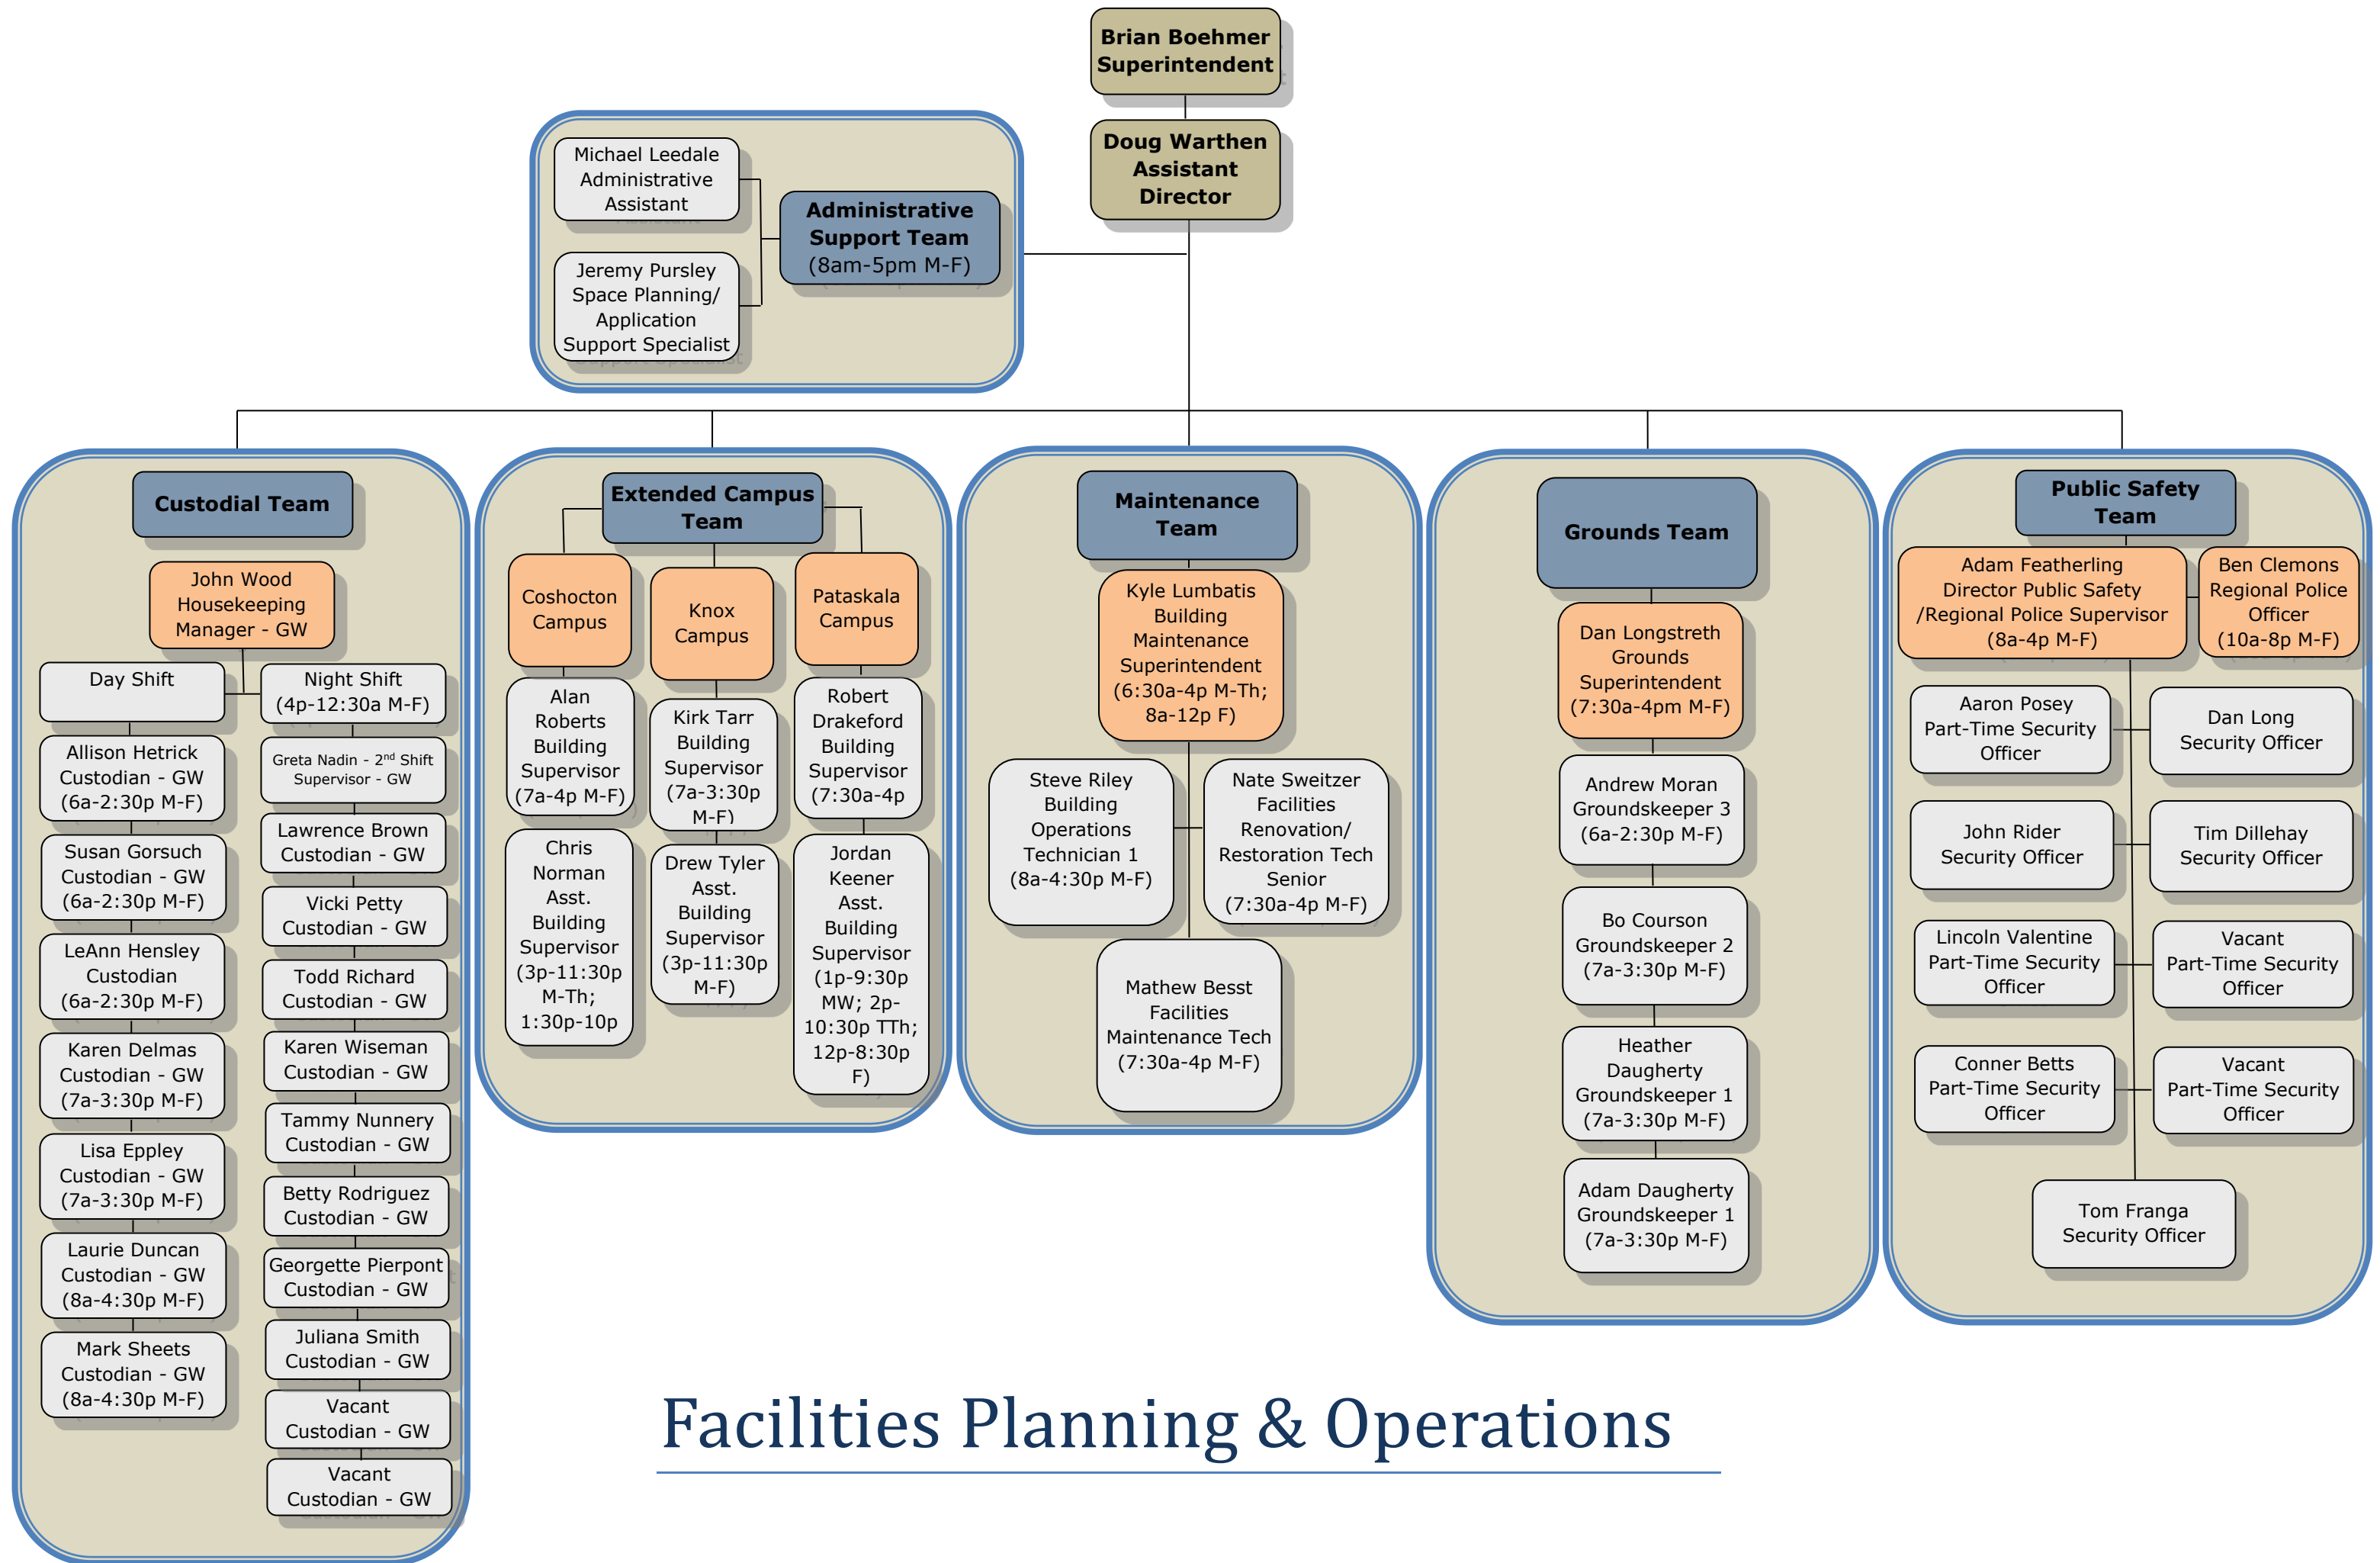 Brian Boehmer
Superintendent
Doug Warthen
Assistant
Director
Michael Leedale
Administrative
Assistant
Jeremy Pursley
Space Planning/
Application
Support Specialist
Administrative
Support Team
(8am-5pm M-F)
Custodial Team
John Wood
Housekeeping
Manager - GW
Day Shift
Allison Hetrick
Custodian - GW
(6a-2:30p M-F)
Susan Gorsuch
Custodian - GW
(6a-2:30p M-F)
LeAnn Hensley
Custodian
(6a-2:30p M-F)
Karen Delmas
Custodian - GW
(7a-3:30p M-F)
Lisa Eppley
Custodian - GW
(7a-3:30p M-F)
Laurie Duncan
Custodian - GW
(8a-4:30p M-F)
Mark Sheets
Custodian - GW
(8a-4:30p M-F)
Night Shift
(4p-12:30a M-F)
Greta Nadin - 2nd Shift
Supervisor - GW
Lawrence Brown
Custodian - GW
Vicki Petty
Custodian - GW
Todd Richard
Custodian - GW
Karen Wiseman
Custodian - GW
Tammy Nunnery
Custodian - GW
Betty Rodriguez
Custodian - GW
Georgette Pierpont
Custodian - GW
Juliana Smith
Custodian - GW
Vacant
Custodian - GW
Vacant
Custodian - GW
Extended Campus
Team
Coshocton
Campus
Alan
Roberts
Building
Supervisor
(7a-4p M-F)
Chris
Norman
Asst.
Building
Supervisor
(3p-11:30p
M-Th;
1:30p-10p
Knox
Campus
Kirk Tarr
Building
Supervisor
(7a-3:30p
M-F)
Drew Tyler
Asst.
Building
Supervisor
(3p-11:30p
M-F)
Pataskala
Campus
Robert
Drakeford
Building
Supervisor
(7:30a-4p
Jordan
Keener
Asst.
Building
Supervisor
(1p-9:30p
MW; 2p-
10:30p TTh;
12p-8:30p
F)
Maintenance
Team
Kyle Lumbatis
Building
Maintenance
Superintendent
(6:30a-4p M-Th;
8a-12p F)
Steve Riley
Building
Operations
Technician 1
(8a-4:30p M-F)
Nate Sweitzer
Facilities
Renovation/
Restoration Tech
Senior
(7:30a-4p M-F)
Mathew Besst
Facilities
Maintenance Tech
(7:30a-4p M-F)
Grounds Team
Dan Longstreth
Grounds
Superintendent
(7:30a-4pm M-F)
Andrew Moran
Groundskeeper 3
(6a-2:30p M-F)
Bo Courson
Groundskeeper 2
(7a-3:30p M-F)
Heather
Daugherty
Groundskeeper 1
(7a-3:30p M-F)
Adam Daugherty
Groundskeeper 1
(7a-3:30p M-F)
Public Safety
Team
Adam Featherling
Director Public Safety
/Regional Police Supervisor
(8a-4p M-F)
Ben Clemons
Regional Police
Officer
(10a-8p M-F)
Aaron Posey
Part-Time Security
Officer
Dan Long
Security Officer
John Rider
Security Officer
Tim Dillehay
Security Officer
Lincoln Valentine
Part-Time Security
Officer
Vacant
Part-Time Security
Officer
Conner Betts
Part-Time Security
Officer
Vacant
Part-Time Security
Officer
Tom Franga
Security Officer
Facilities Planning & Operations